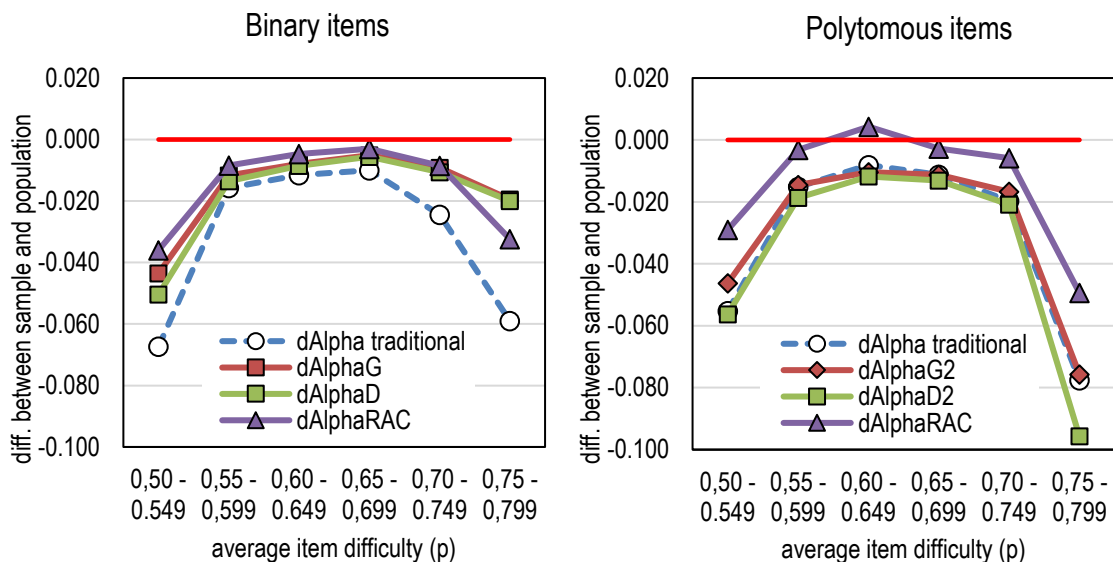 Binary items
diff. between sample and population
0.020
0.000
-0.020
-0.040
-0.060
-0.080
-0.100
dAlpha traditional
dAlphaG
dAlphaD
dAlphaRAC
0,50 - 0,55 - 0,60 - 0,65 - 0,70 - 0,75 -
0.549 0,599 0.649 0,699 0.749 0,799
average item difficulty (p)
Polytomous items
diff. between sample and population
0.020
0.000
-0.020
-0.040
-0.060
-0.080
-0.100
dAlpha traditional
dAlphaG2
dAlphaD2
dAlphaRAC
0,50 - 0,55 - 0,60 - 0,65 - 0,70 - 0,75 -
0.549 0,599 0.649 0,699 0.749 0,799
average item difficulty (p)